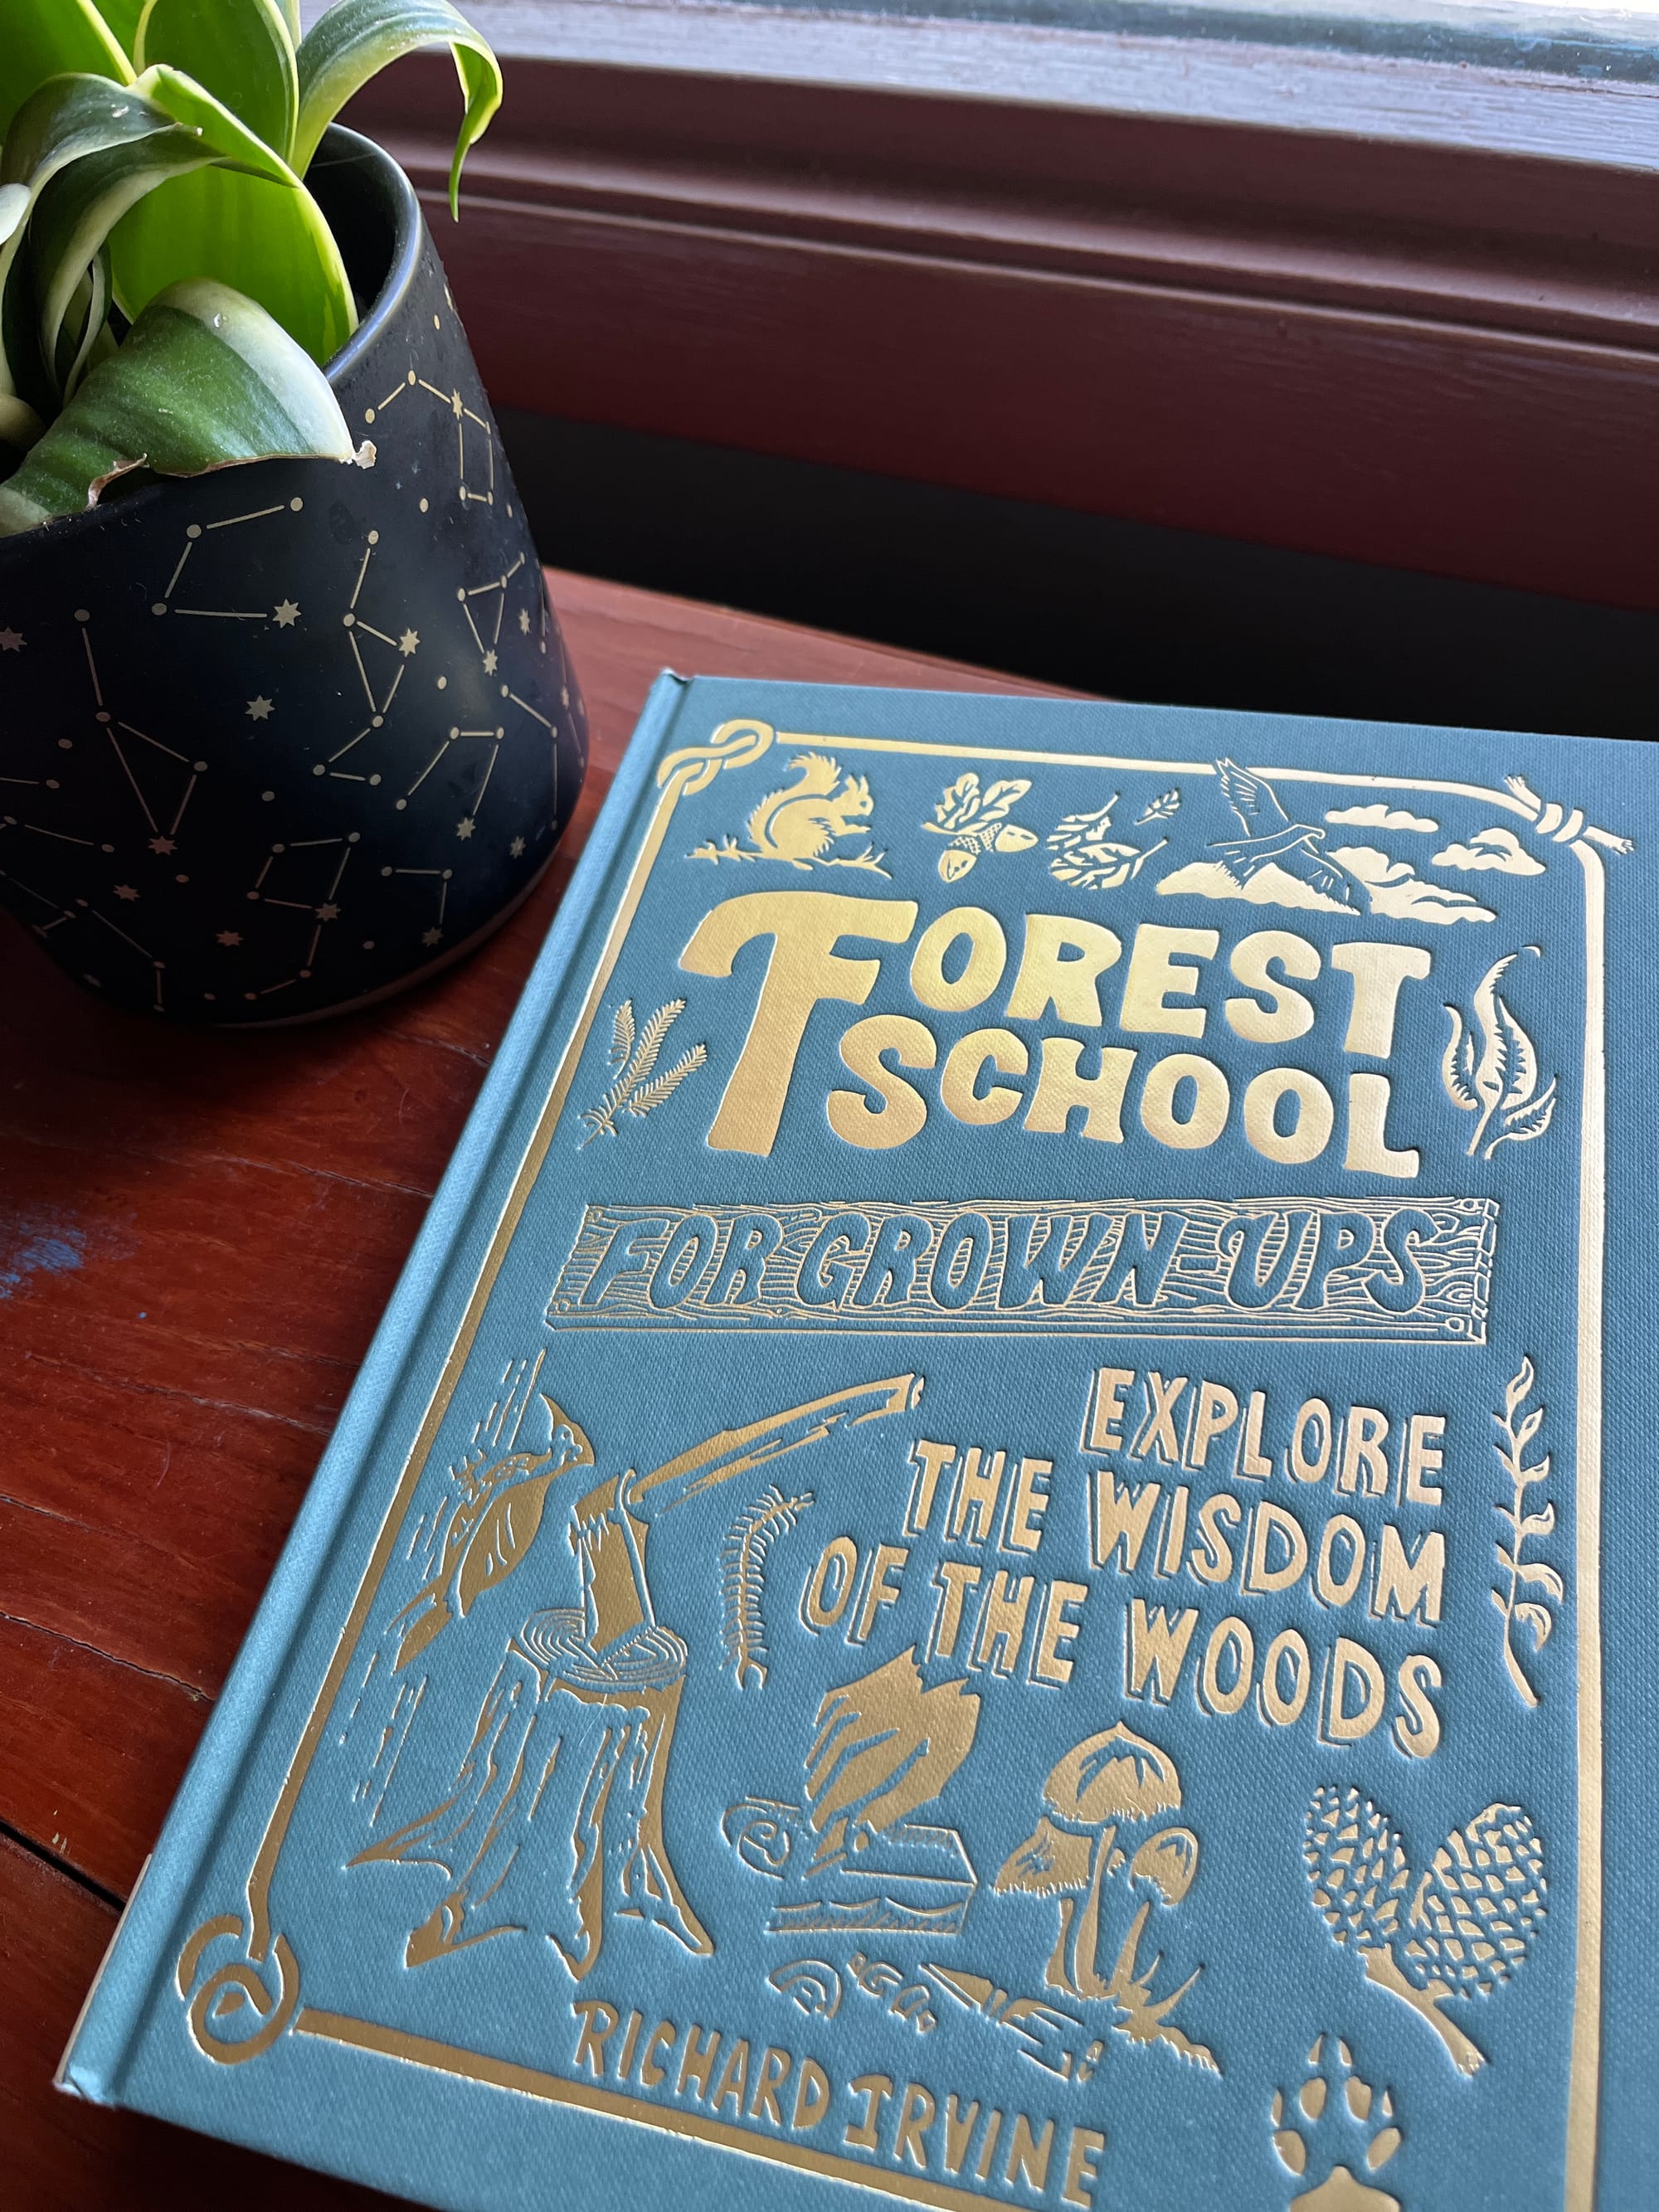 FOREST
SCHOOL
FOR GROWN-UPS
EXPLORE
THE WISDOM
OF THE WOODS
RICHARD IRVINE